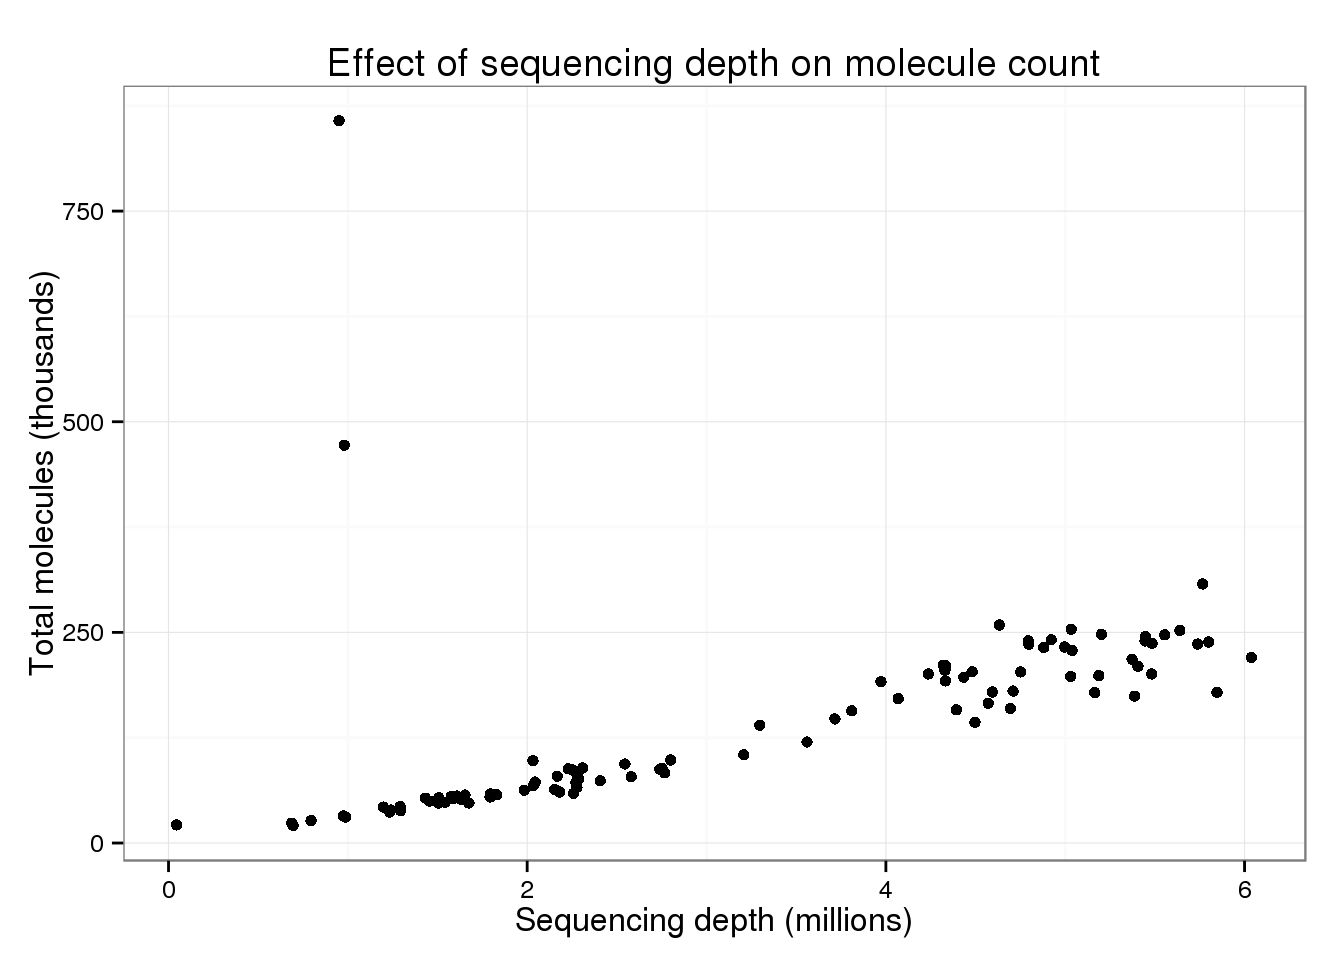 Effect of sequencing depth on molecule count
Total molecules (thousands)
750
500
250
0
0 2 4 6
Sequencing depth (millions)